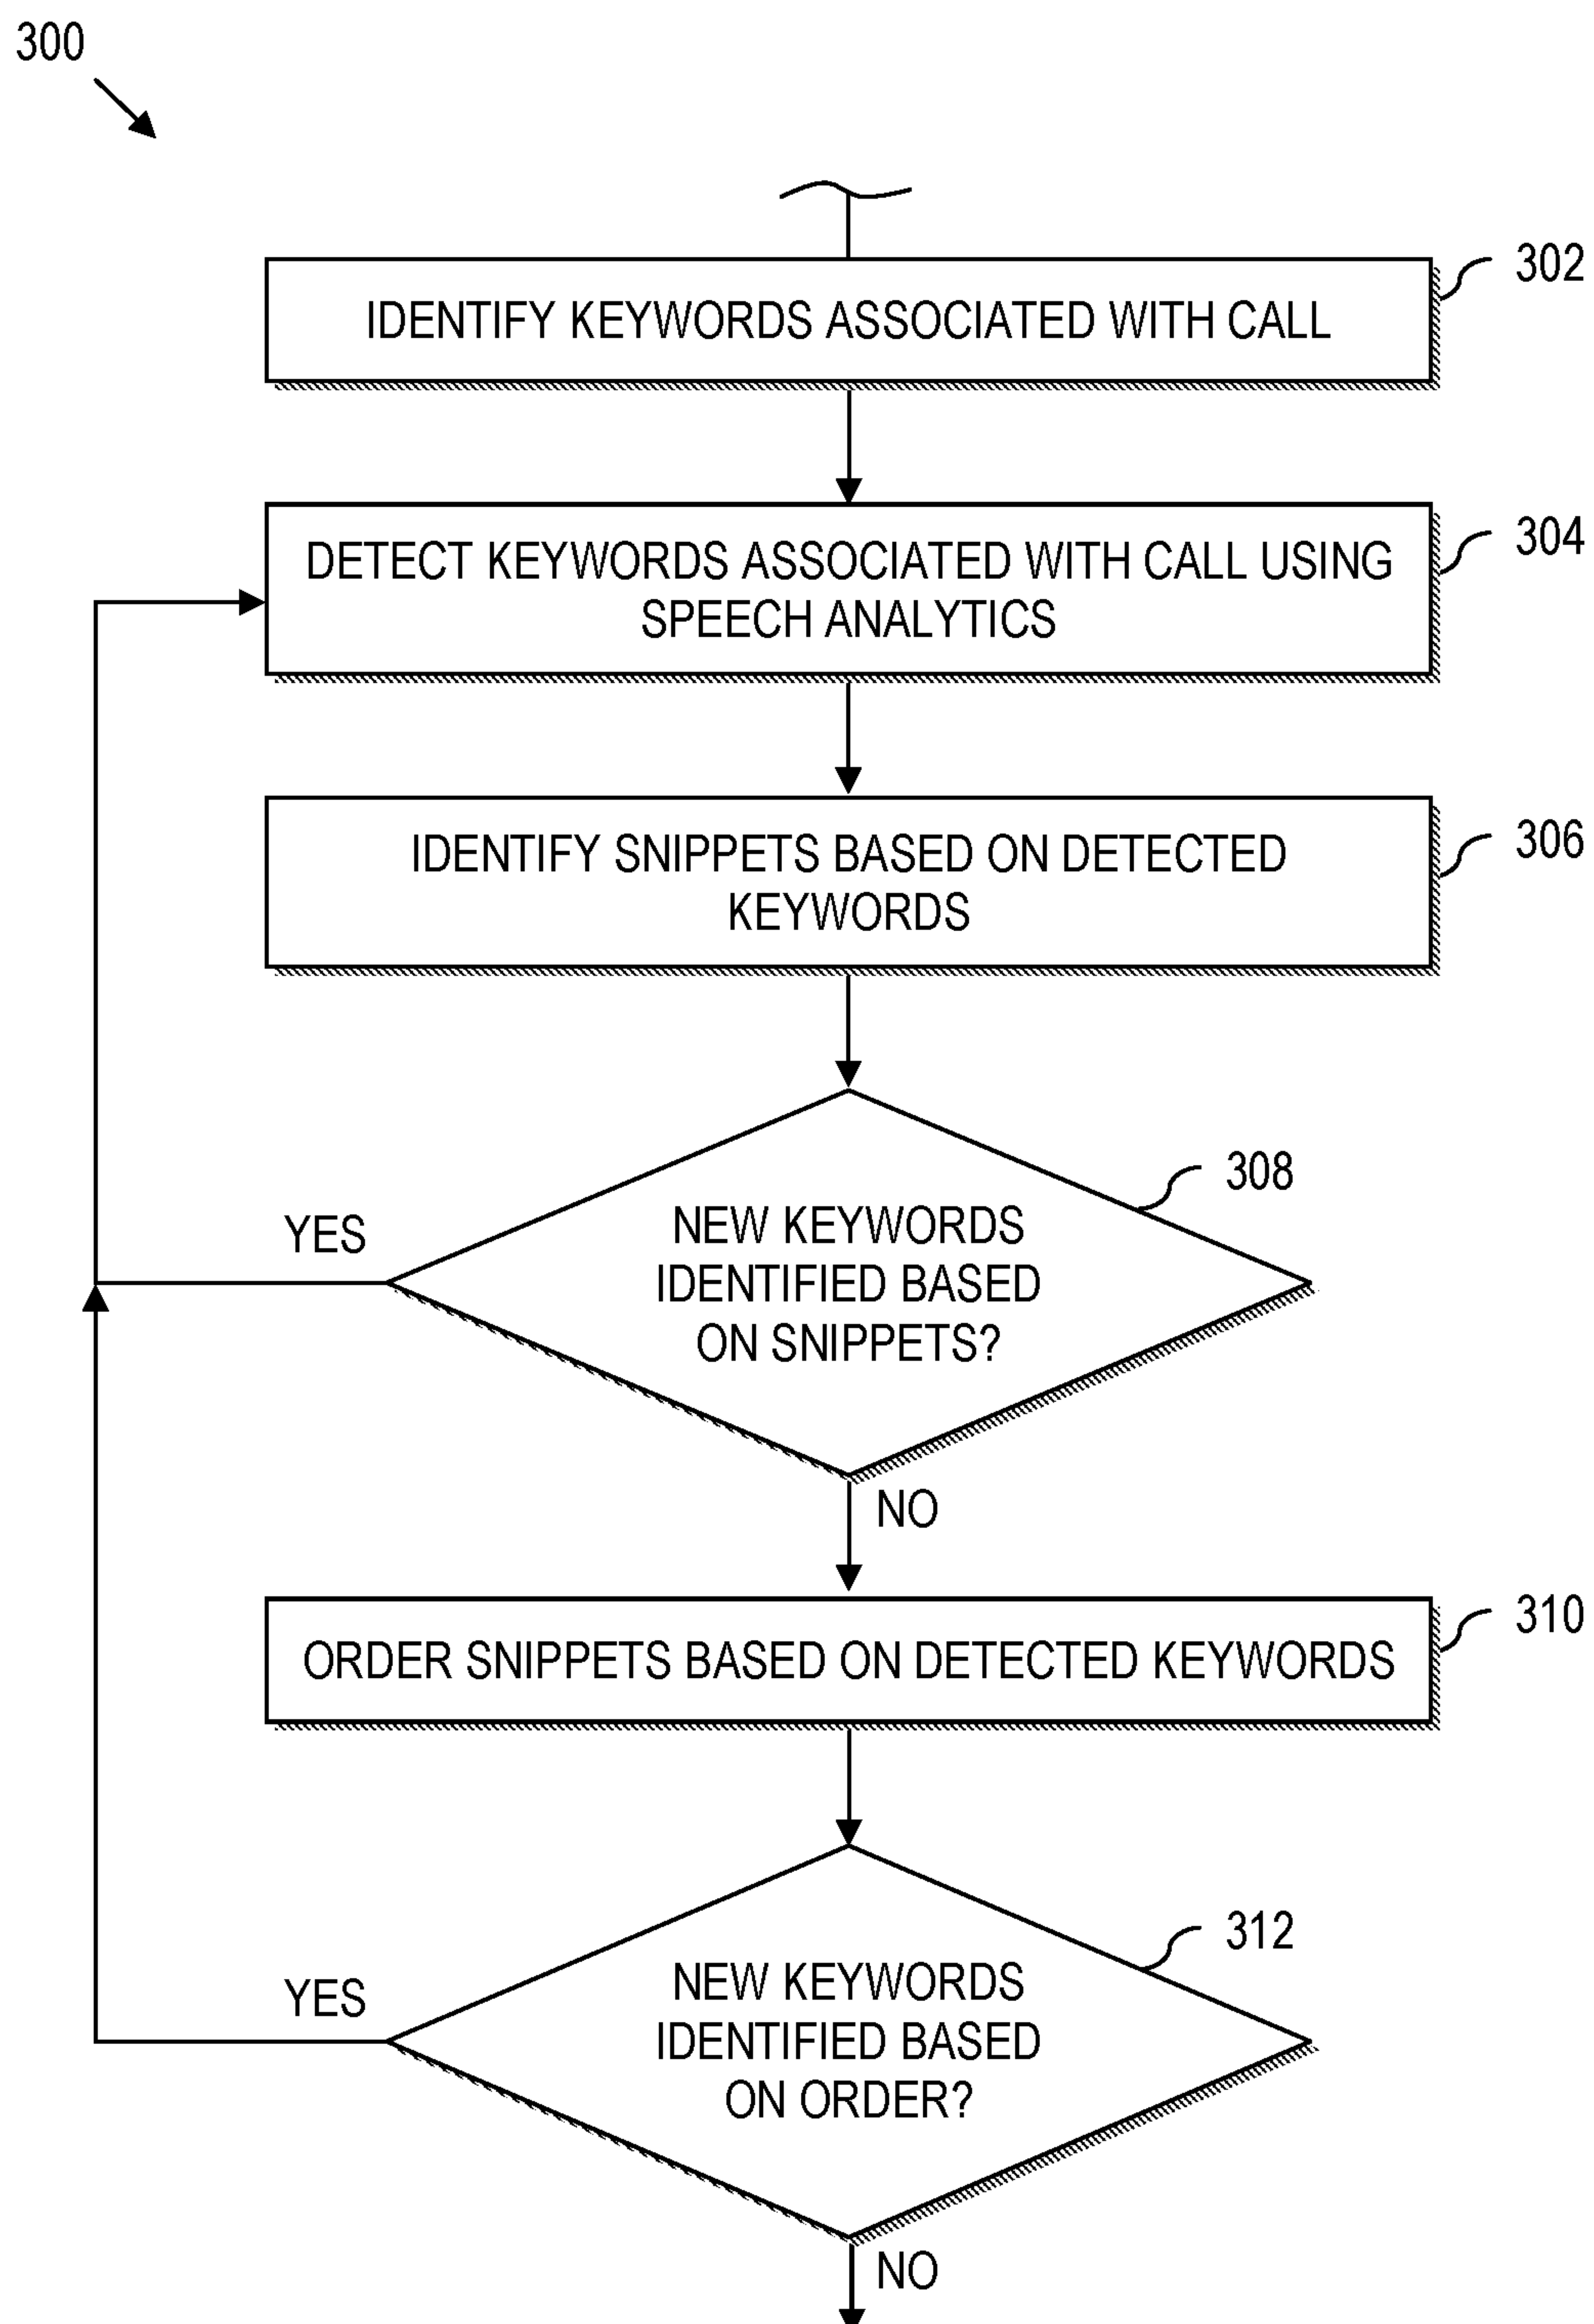 300
302
IDENTIFY KEYWORDS ASSOCIATED WITH CALL
304
DETECT KEYWORDS ASSOCIATED WITH CALL USING
SPEECH ANALYTICS
306
IDENTIFY SNIPPETS BASED ON DETECTED
KEYWORDS
308
YES
NEW KEYWORDS
IDENTIFIED BASED
ON SNIPPETS?
NO
310
ORDER SNIPPETS BASED ON DETECTED KEYWORDS
312
YES
NEW KEYWORDS
IDENTIFIED BASED
ON ORDER?
NO